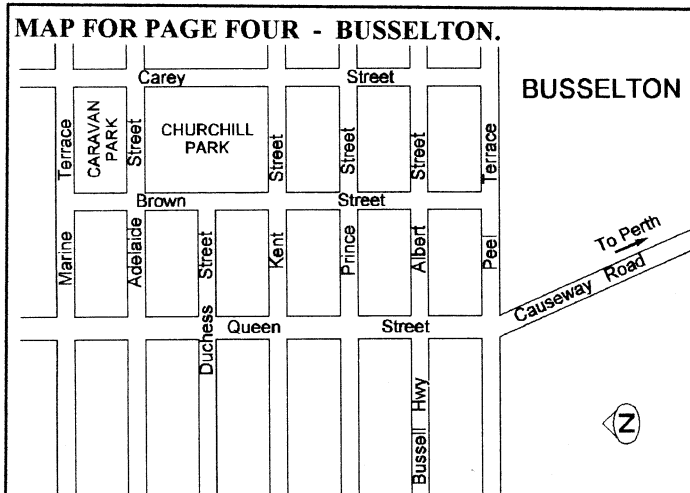 MAP FOR PAGE FOUR - BUSSELTON.
Carey Street
BUSSELTON
Marine Terrace
CARAVAN
PARK
Adelaide Street
CHURCHILL
PARK
Kent Street
Prince Street
Albert Street
Peel Terrace
Brown Street
Duchess Street
To Perth
Causeway Road
Queen Street
Bussell Hwy
N